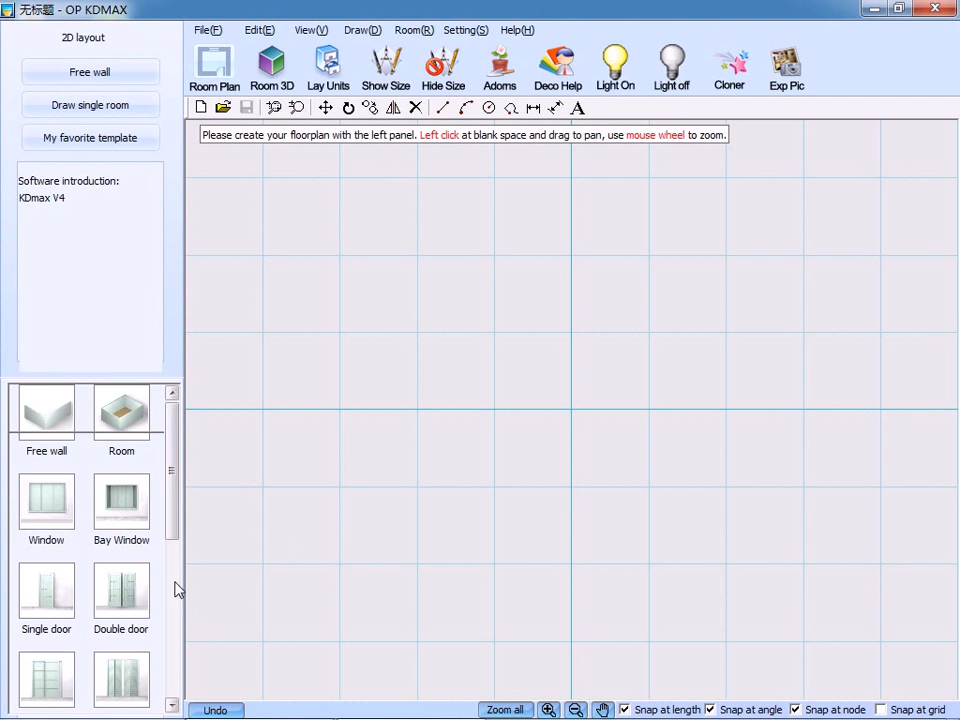 无标题 - OP KDMAX
2D layout
Free wall
Draw single room
My favorite template
Software introduction:
KDmax V4
File(F) Edit(E) View(V) Draw(D) Room(R) Setting(S) Help(H)
Room Plan Room 3D Lay Units Show Size Hide Size Adorns Deco Help Light On Light off Cloner Exp Pic
A
Please create your floorplan with the left panel. Left click at blank space and drag to pan, use mouse wheel to zoom.
Free wall Room
Window Bay Window
Single door Double door
Undo Zoom all Snap at length Snap at angle Snap at node Snap at grid